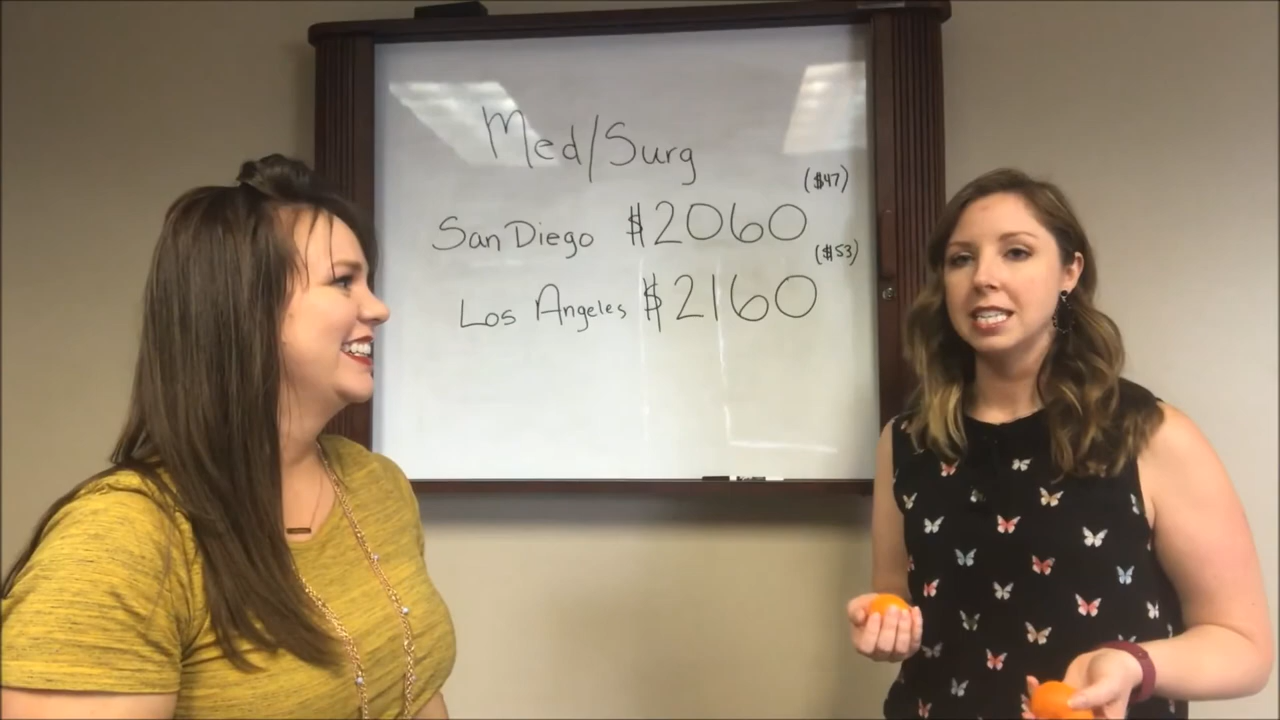 Med/Surg
($47)
San Diego $2060
($53)
Los Angeles $2160